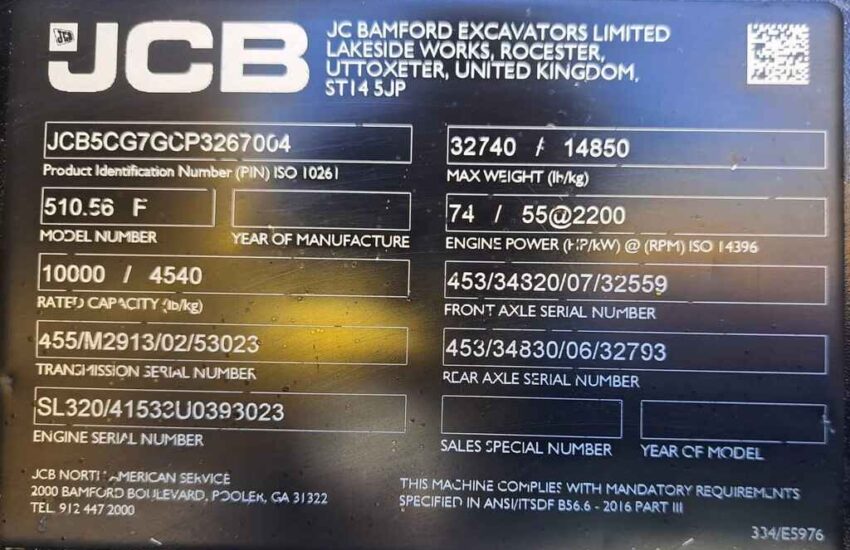 JCB
JC BAMFORD EXCAVATORS LIMITED
LAKESIDE WORKS, ROCESTER,
UTTOXETER, UNITED KINGDOM,
ST14 5JP
JCB5CG7GCP3267004
Product Identification Number (PIN) ISO 10261
510.56 F
MODEL NUMBER
YEAR OF MANUFACTURE
10000 / 4540
RATED CAPACITY (lb/kg)
455/M2913/02/53023
TRANSMISSION SERIAL NUMBER
SL320/41533U0393023
ENGINE SERIAL NUMBER
32740 / 14850
MAX WEIGHT (lb/kg)
74 / 55@2200
ENGINE POWER (HP/kW) @ (RPM) ISO 14396
453/34820/07/32559
FRONT AXLE SERIAL NUMBER
453/34830/06/32793
REAR AXLE SERIAL NUMBER
SALES SPECIAL NUMBER
YEAR OF MODEL
JCB NORTH AMERICAN SERVICE
2000 BAMFORD BOULEVARD, POOLER, GA 31322
TEL. 912 447 2000
THIS MACHINE COMPLIES WITH MANDATORY REQUIREMENTS
SPECIFIED IN ANSI/ITSDF B56.6 - 2016 PART III
334/E5976